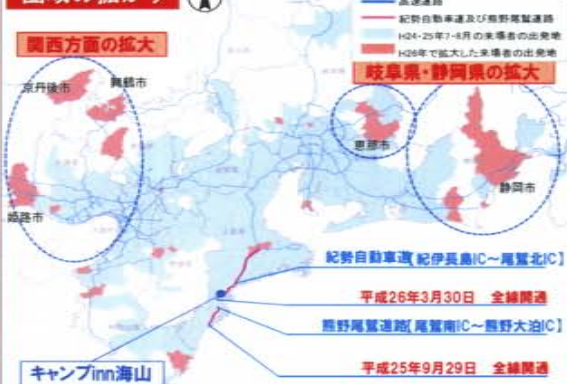 高速道路
紀勢自動車道及び熊野尾鷲道路
H24・25年7-8月の来場者の出発地
H26年で拡大した来場者の出発地
関西方面の拡大
岐阜県・静岡県の拡大
京丹後市
舞鶴市
恵那市
静岡市
姫路市
紀勢自動車道【紀伊長島IC～尾鷲北IC】
平成26年3月30日 全線開通
熊野尾鷲道路【尾鷲南IC～熊野大泊IC】
平成25年9月29日 全線開通
キャンプinn海山